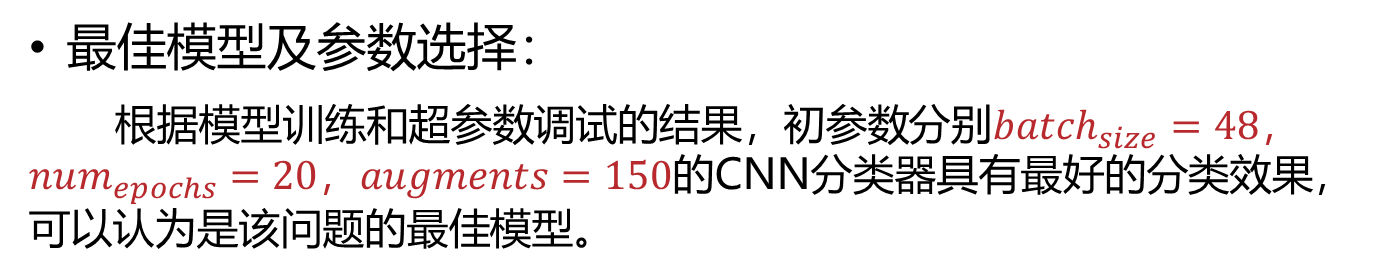 • 最佳模型及参数选择：
根据模型训练和超参数调试的结果，初参数分别batch_size = 48，
num_epochs = 20，augments = 150的CNN分类器具有最好的分类效果，
可以认为是该问题的最佳模型。